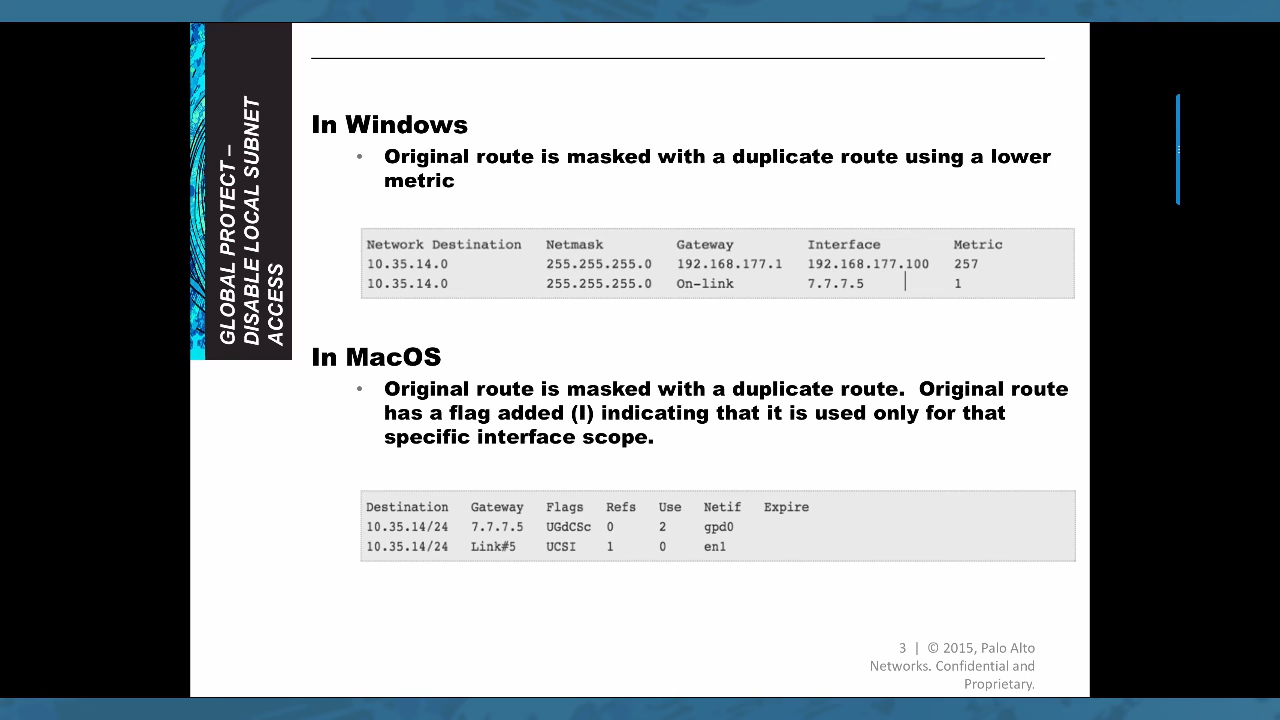 GLOBAL PROTECT –
DISABLE LOCAL SUBNET
ACCESS
In Windows
• Original route is masked with a duplicate route using a lower
metric
Network Destination Netmask Gateway Interface Metric
10.35.14.0 255.255.255.0 192.168.177.1 192.168.177.100 257
10.35.14.0 255.255.255.0 On-link 7.7.7.5 1
In MacOS
• Original route is masked with a duplicate route. Original route
has a flag added (I) indicating that it is used only for that
specific interface scope.
Destination Gateway Flags Refs Use Netif Expire
10.35.14/24 7.7.7.5 UGdCSc 0 2 gpd0
10.35.14/24 Link#5 UCSI 1 0 en1
3 | © 2015, Palo Alto
Networks. Confidential and
Proprietary.